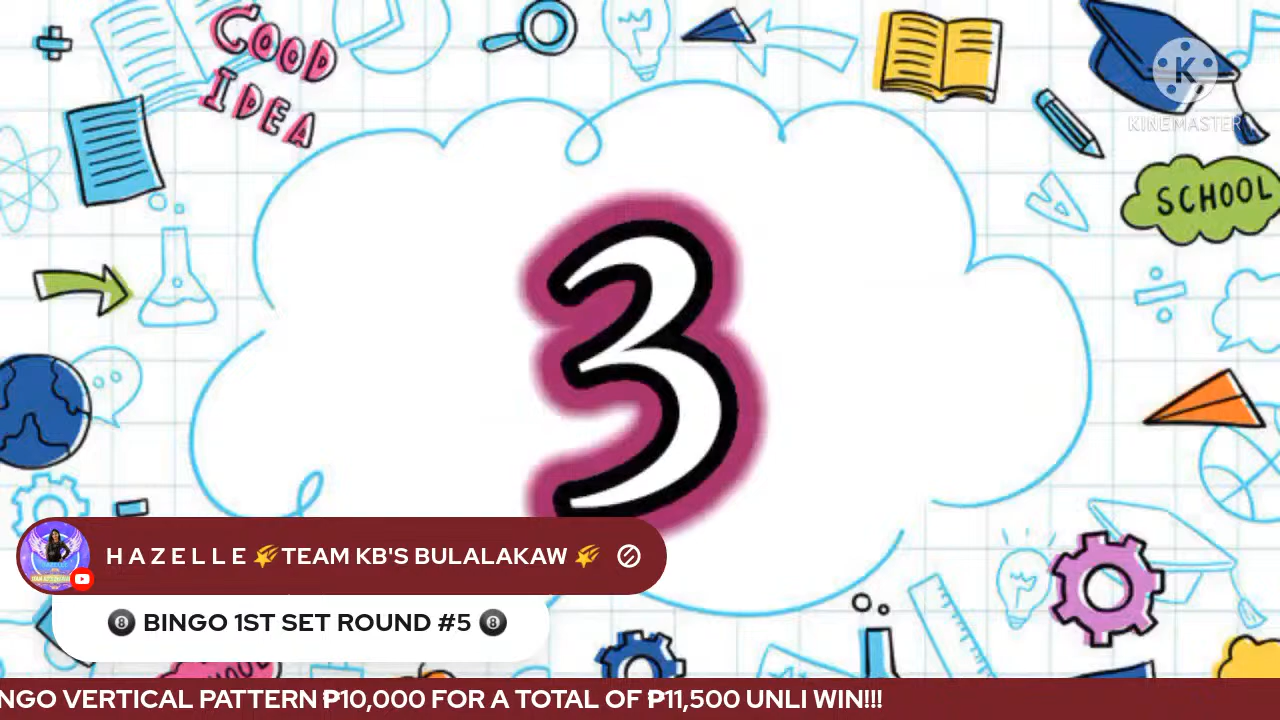 GOOD
IDEA
K
KINEMASTER
SCHOOL
3
H A Z E L L E 🌠TEAM KB'S BULALAKAW 🌠
🎱 BINGO 1ST SET ROUND #5 🎱
NGO VERTICAL PATTERN ₱10,000 FOR A TOTAL OF ₱11,500 UNLI WIN!!!